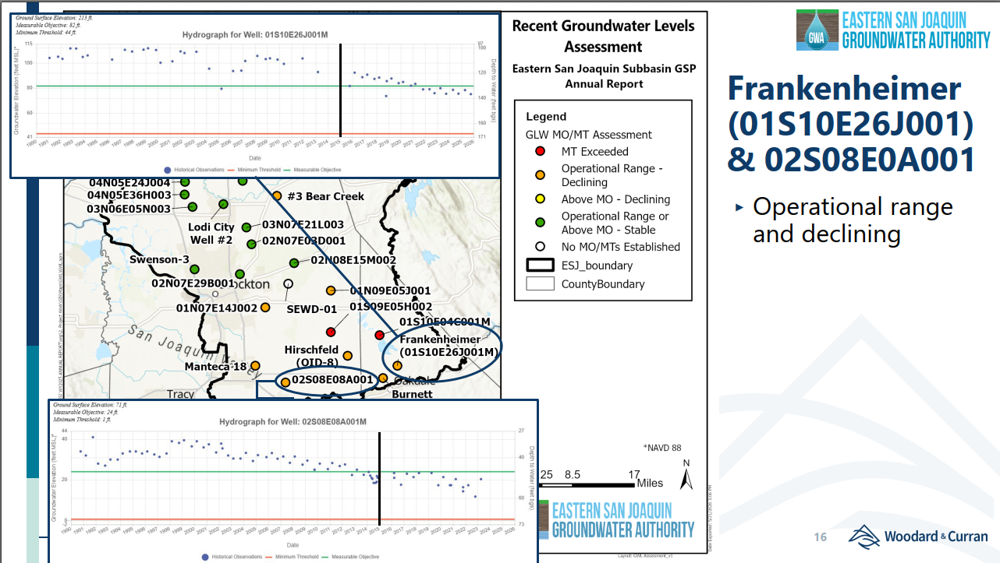 Ground Surface Elevation: 213 ft.
Measurable Objective: 82 ft.
Minimum Threshold: 44 ft.
Hydrograph for Well: 01S10E26J001M
Groundwater Elevation (feet MSL)*
115
100
80
60
41
97
100
120
140
160
171
Depth to Water (feet bgs)
1990 1991 1992 1993 1994 1995 1996 1997 1998 1999 2000 2001 2002 2003 2004 2005 2006 2007 2008 2009 2010 2011 2012 2013 2014 2015 2016 2017 2018 2019 2020 2021 2022 2023 2024 2025 2026
Date
Historical Observations Minimum Threshold Measurable Objective
04N05E24J004
04N05E36H003
03N06E05N003
#3 Bear Creek
Lodi City
Well #2
03N07E21L003
02N07E03D001
Swenson-3
02N08E15M002
02N07E29B001
ockton
01N09E05J001
01N07E14J002
SEWD-01
01S09E05H002
01S10E04C001M
San Joaquin Valley
Hirschfeld
(OID-8)
Frankenheimer
(01S10E26J001M)
Manteca 18
02S08E08A001
Oakdale
Tracy
Burnett
Recent Groundwater Levels
Assessment
Eastern San Joaquin Subbasin GSP
Annual Report
Legend
GLW MO/MT Assessment
MT Exceeded
Operational Range -
Declining
Above MO - Declining
Operational Range or
Above MO - Stable
No MO/MTs Established
ESJ_boundary
CountyBoundary
*NAVD 88
N
25 8.5 17
Miles
EASTERN SAN JOAQUIN
GROUNDWATER AUTHORITY
Layout: GWL Assessment_v1
Ground Surface Elevation: 71 ft.
Measurable Objective: 24 ft.
Minimum Threshold: 1 ft.
Hydrograph for Well: 02S08E08A001M
Groundwater Elevation (feet MSL)*
44
40
20
0
-2
27
40
60
73
Depth to Water (feet bgs)
1990 1991 1992 1993 1994 1995 1996 1997 1998 1999 2000 2001 2002 2003 2004 2005 2006 2007 2008 2009 2010 2011 2012 2013 2014 2015 2016 2017 2018 2019 2020 2021 2022 2023 2024 2025 2026
Date
Historical Observations Minimum Threshold Measurable Objective
GWA
EASTERN SAN JOAQUIN
GROUNDWATER AUTHORITY
Frankenheimer
(01S10E26J001)
& 02S08E0A001
Operational range
and declining
16
Woodard & Curran